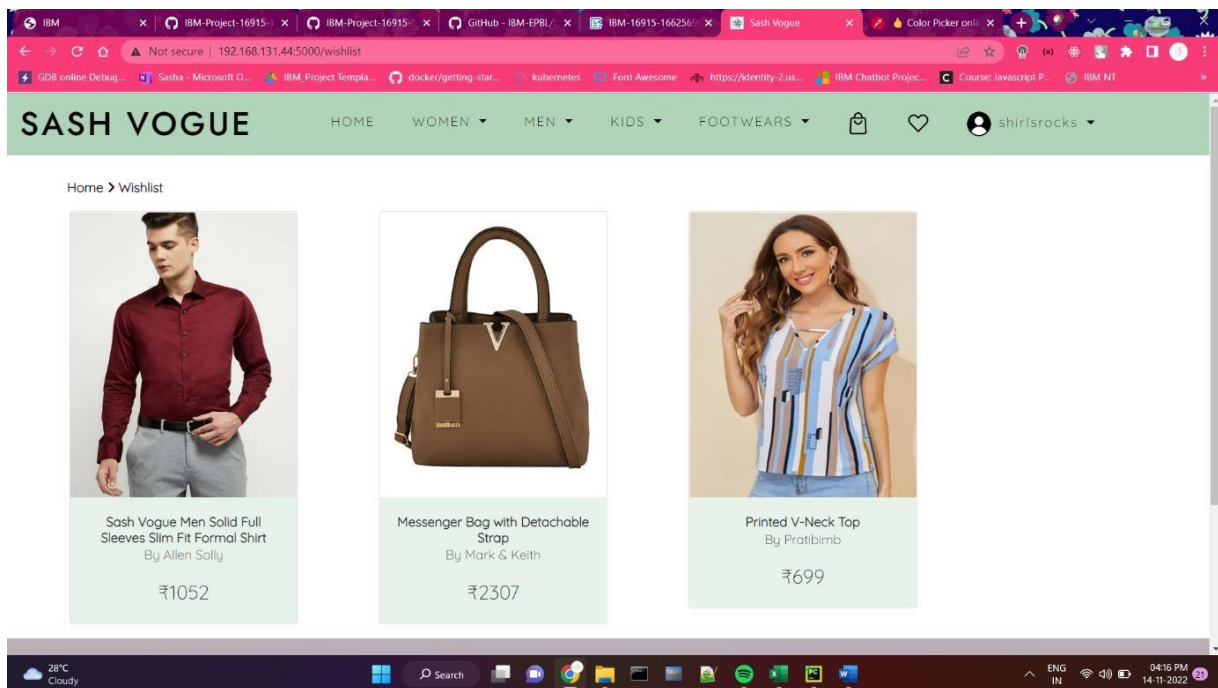 IBM
IBM-Project-16915-
IBM-Project-16915-
GitHub - IBM-EPBL/
IBM-16915-1662569
Sash Vogue
Color Picker onli
Not secure | 192.168.131.44:5000/wishlist
GDB online Debug...
Sasha - Microsoft O...
IBM_Project Templa...
docker/getting-star...
kubernetes
Font Awesome
https://identity-2.us...
IBM Chatbot Projec...
Course: Javascript P...
IBM NT
»
SASH VOGUE
HOME
WOMEN
MEN
KIDS
FOOTWEARS
shirlsrocks
Home > Wishlist
Sash Vogue Men Solid Full
Sleeves Slim Fit Formal Shirt
By Allen Solly
₹1052
Messenger Bag with Detachable
Strap
By Mark & Keith
₹2307
Printed V-Neck Top
By Pratibimb
₹699
28°C
Cloudy
Search
ENG
IN
04:16 PM
14-11-2022
21